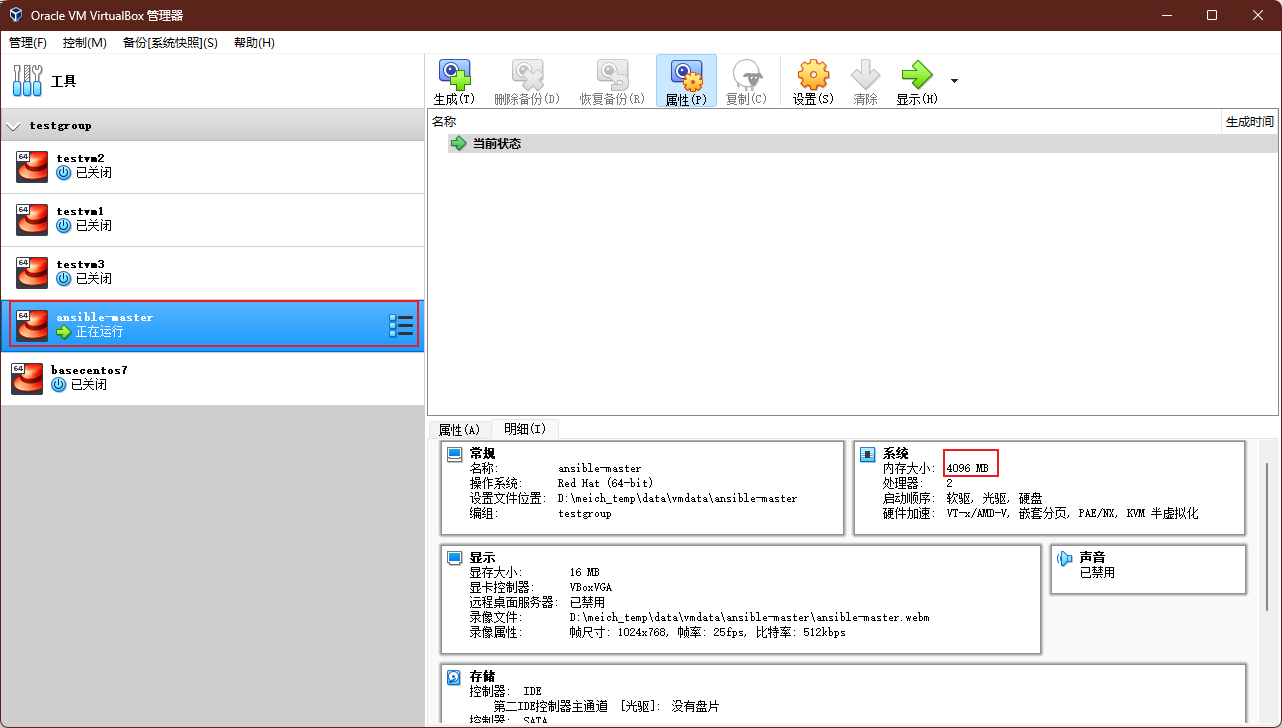 Oracle VM VirtualBox 管理器
管理(F) 控制(M) 备份[系统快照](S) 帮助(H)
工具
生成(T) 删除备份(D) 恢复备份(R) 属性(P) 复制(C) 设置(S) 清除 显示(H)
testgroup
64
testvm2
已关闭
64
testvm1
已关闭
64
testvm3
已关闭
64
ansible-master
正在运行
64
basecentos7
已关闭
名称 生成时间
当前状态
属性(A) 明细(I)
常规
名称: ansible-master
操作系统: Red Hat (64-bit)
设置文件位置: D:\meich_temp\data\vmdata\ansible-master
编组: testgroup
系统
内存大小: 4096 MB
处理器: 2
启动顺序: 软驱, 光驱, 硬盘
硬件加速: VT-x/AMD-V, 嵌套分页, PAE/NX, KVM 半虚拟化
显示
显存大小: 16 MB
显卡控制器: VBoxVGA
远程桌面服务器: 已禁用
录像文件: D:\meich_temp\data\vmdata\ansible-master\ansible-master.webm
录像属性: 帧尺寸: 1024x768, 帧率: 25fps, 比特率: 512kbps
声音
已禁用
存储
控制器: IDE
第二IDE控制器主通道 [光驱]: 没有盘片
控制器: SATA